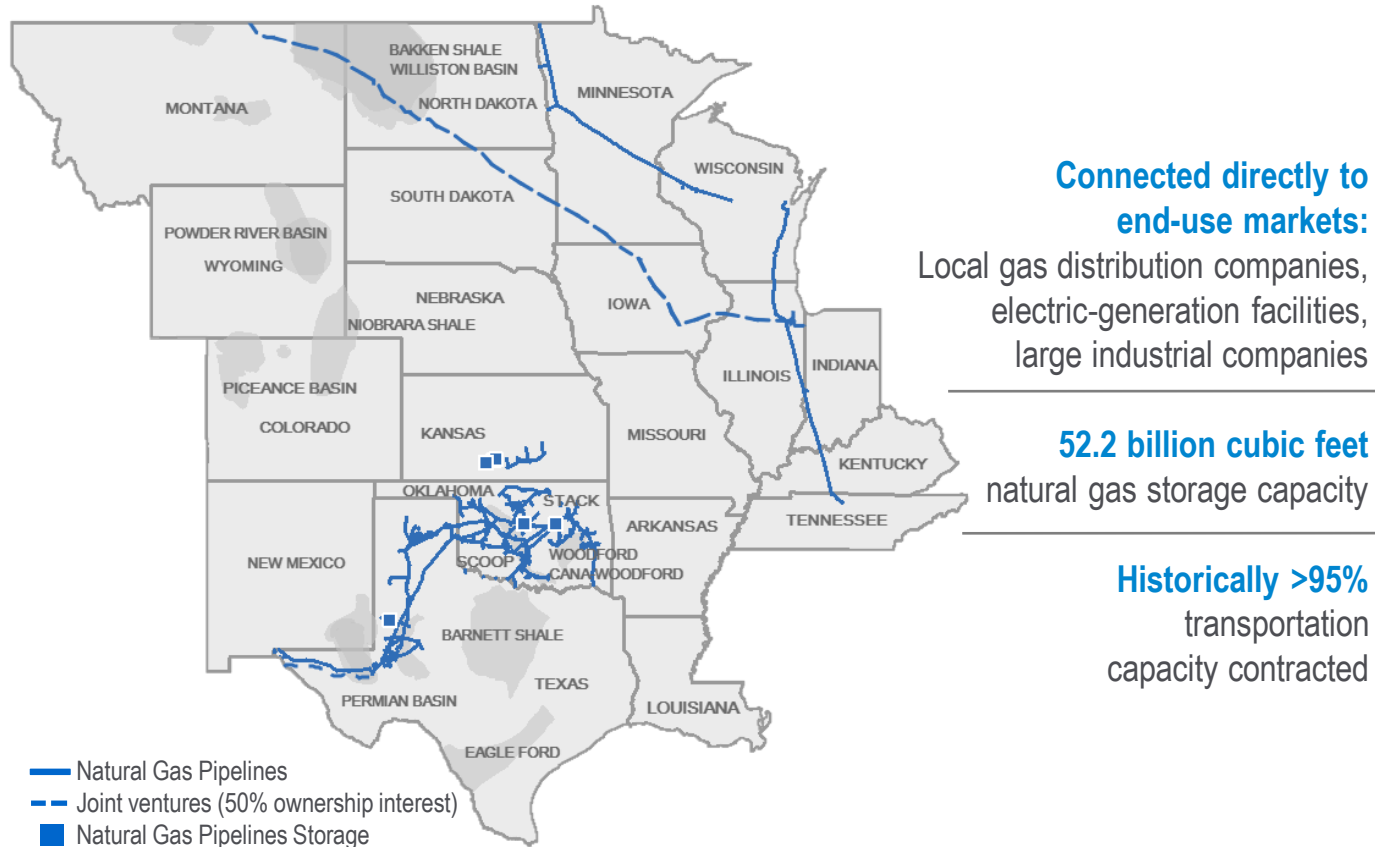 BAKKEN SHALE
WILLISTON BASIN
MINNESOTA
MONTANA
NORTH DAKOTA
WISCONSIN
SOUTH DAKOTA
POWDER RIVER BASIN
WYOMING
NEBRASKA
IOWA
NIOBRARA SHALE
ILLINOIS
INDIANA
PICEANCE BASIN
COLORADO
KANSAS
MISSOURI
KENTUCKY
OKLAHOMA
STACK
ARKANSAS
TENNESSEE
NEW MEXICO
SCOOP
WOODFORD
CANA WOODFORD
BARNETT SHALE
TEXAS
PERMIAN BASIN
LOUISIANA
EAGLE FORD
Natural Gas Pipelines
Joint ventures (50% ownership interest)
Natural Gas Pipelines Storage
Connected directly to
end-use markets:
Local gas distribution companies,
electric-generation facilities,
large industrial companies
52.2 billion cubic feet
natural gas storage capacity
Historically >95%
transportation
capacity contracted